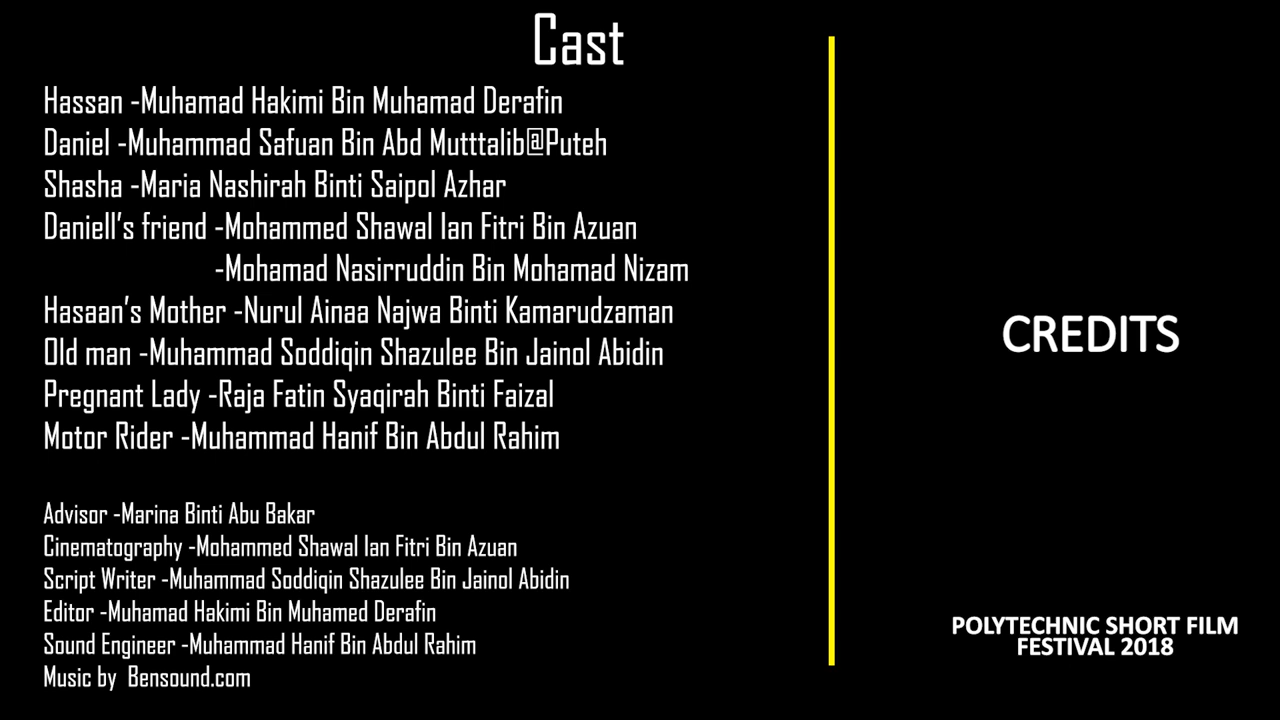 Cast
Hassan -Muhamad Hakimi Bin Muhamad Derafin
Daniel -Muhammad Safuan Bin Abd Mutttalib@Puteh
Shasha -Maria Nashirah Binti Saipol Azhar
Daniell's friend -Mohammed Shawal Ian Fitri Bin Azuan
-Mohamad Nasirruddin Bin Mohamad Nizam
Hasaan's Mother -Nurul Ainaa Najwa Binti Kamarudzaman
Old man -Muhammad Soddiqin Shazulee Bin Jainol Abidin
Pregnant Lady -Raja Fatin Syaqirah Binti Faizal
Motor Rider -Muhammad Hanif Bin Abdul Rahim
Advisor -Marina Binti Abu Bakar
Cinematography -Mohammed Shawal Ian Fitri Bin Azuan
Script Writer -Muhammad Soddiqin Shazulee Bin Jainol Abidin
Editor -Muhamad Hakimi Bin Muhamed Derafin
Sound Engineer -Muhammad Hanif Bin Abdul Rahim
Music by  Bensound.com
CREDITS
POLYTECHNIC SHORT FILM
FESTIVAL 2018